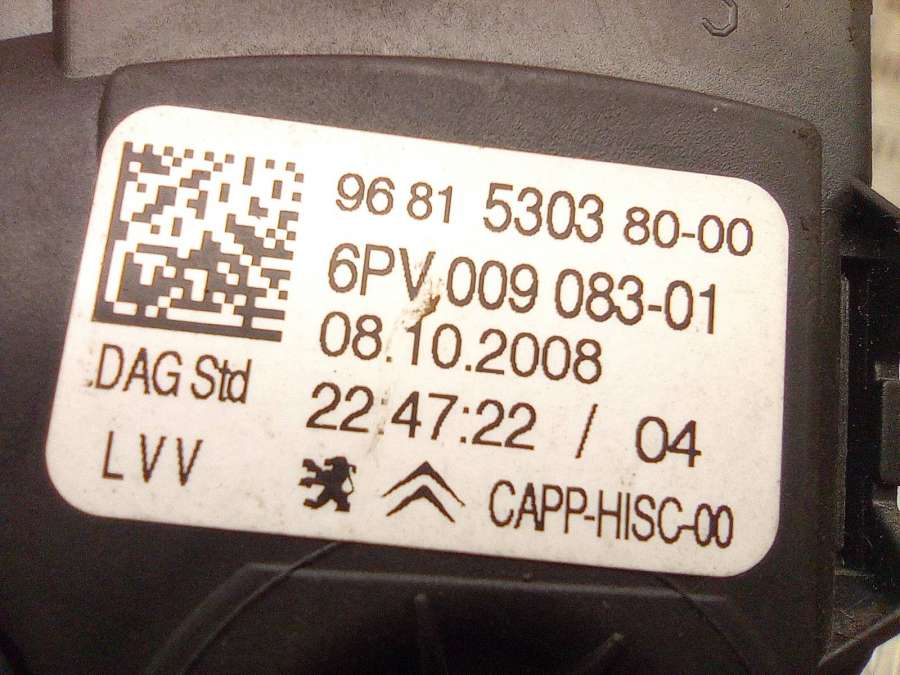 96 81 5303 80-00
6PV 009 083-01
08.10.2008
DAG Std
22:47:22 / 04
LVV
CAPP-HISC-00